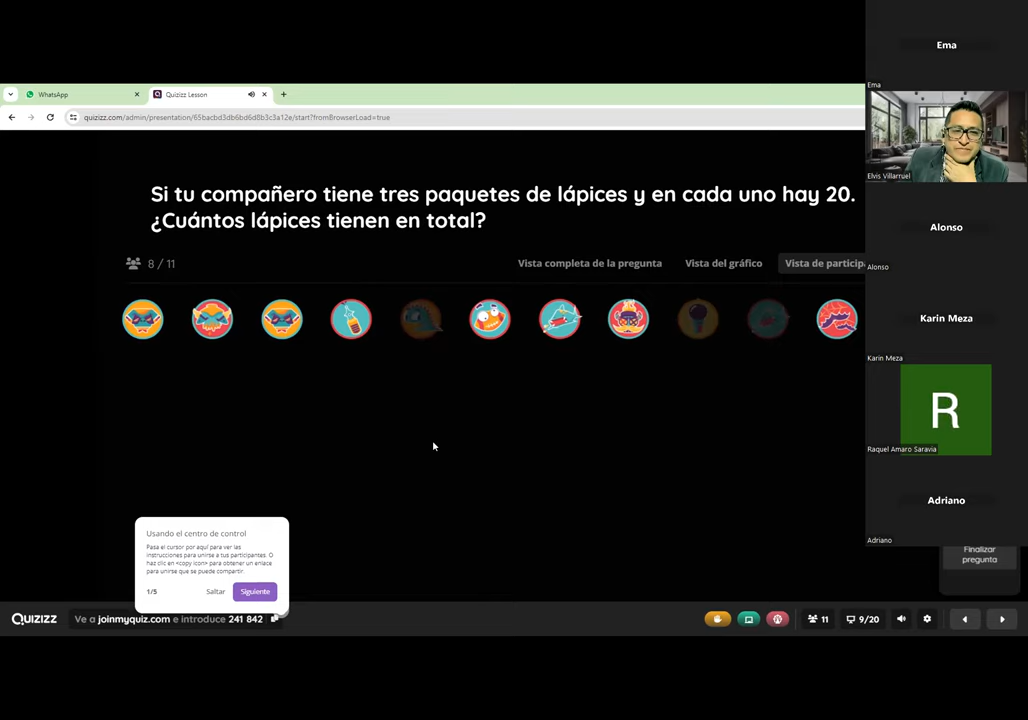 Ema
Ema
WhatsApp
Quizizz Lesson
quizizz.com/admin/presentation/65bacbd3db6bd6d8b3c3a12e/start?fromBrowserLoad=true
Elvis Villarruel
Si tu compañero tiene tres paquetes de lápices y en cada uno hay 20.
¿Cuántos lápices tienen en total?
Alonso
Alonso
8 / 11
Vista completa de la pregunta
Vista del gráfico
Vista de participa
Karin Meza
Karin Meza
R
Raquel Amaro Saravia
Adriano
Adriano
Usando el centro de control
Pasa el cursor por aquí para ver las
instrucciones para unirse a tus participantes. O
haz clic en <copy icon> para obtener un enlace
para unirse que se puede compartir.
1/5
Saltar
Siguiente
Finalizar
pregunta
Quizizz
Ve a joinmyquiz.com e introduce 241 842
11
9/20